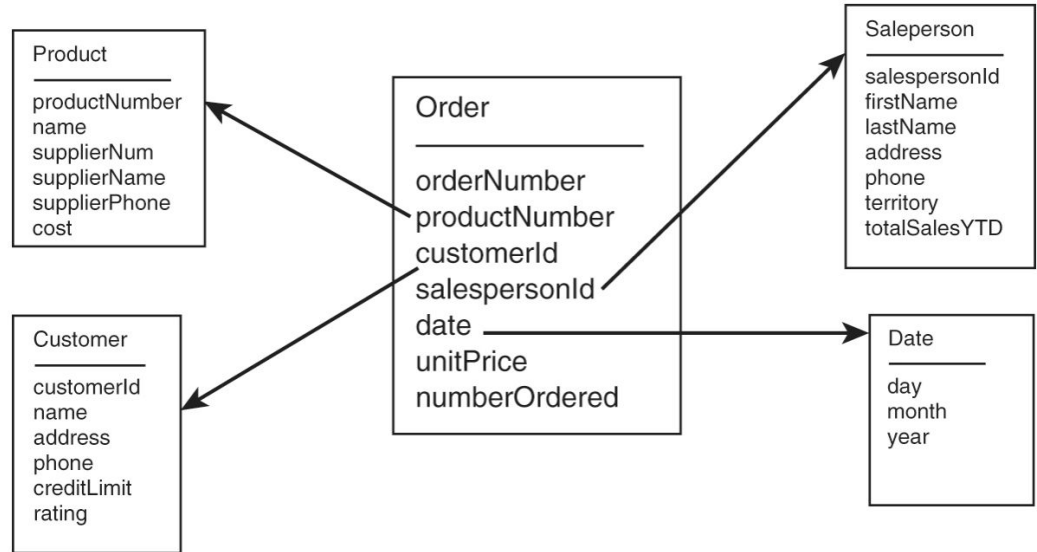 Product
productNumber
name
supplierNum
supplierName
supplierPhone
cost
Customer
customerId
name
address
phone
creditLimit
rating
Order
orderNumber
productNumber
customerId
salespersonId
date
unitPrice
numberOrdered
Saleperson
salespersonId
firstName
lastName
address
phone
territory
totalSalesYTD
Date
day
month
year